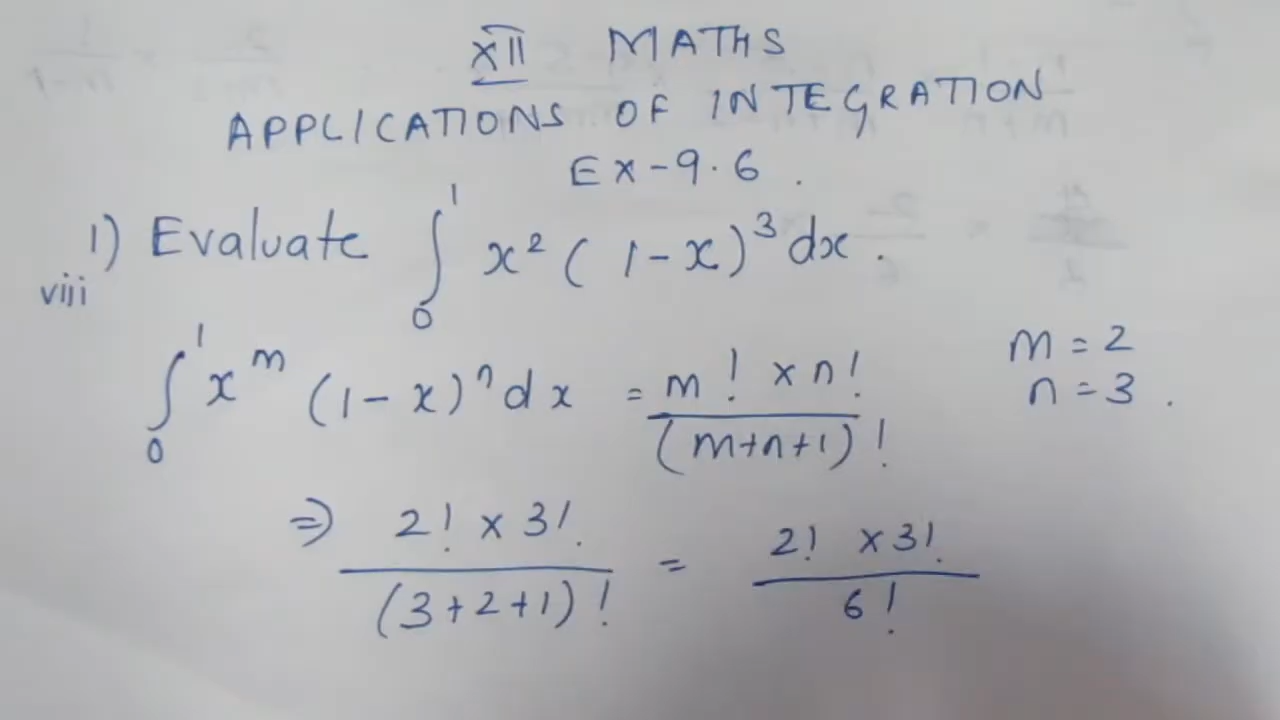 XII MATHS
APPLICATIONS OF INTEGRATION
Ex-9.6.
1) Evaluate ∫₀¹ x² (1-x)³ dx.
viii
∫₀¹ x^m (1-x)^n dx = m! × n! / (m+n+1)! m = 2
n = 3.
⇒ 2! × 3! / (3+2+1)! = 2! × 3! / 6!